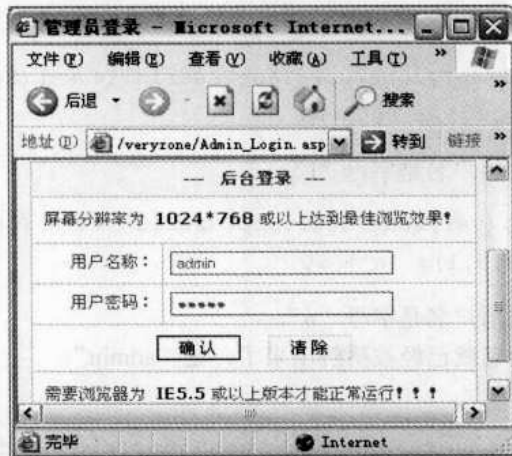 管理员登录 - Microsoft Internet...
文件(F) 编辑(E) 查看(V) 收藏(A) 工具(T) »
后退 搜索 »
地址(D) /veryzone/Admin_Login.asp 转到 链接 »
--- 后台登录 ---
屏幕分辨率为 1024*768 或以上达到最佳浏览效果!
用户名称: admin
用户密码: •••••
确认 清除
需要浏览器为 IE5.5 或以上版本才能正常运行!!!
完毕 Internet
admin"